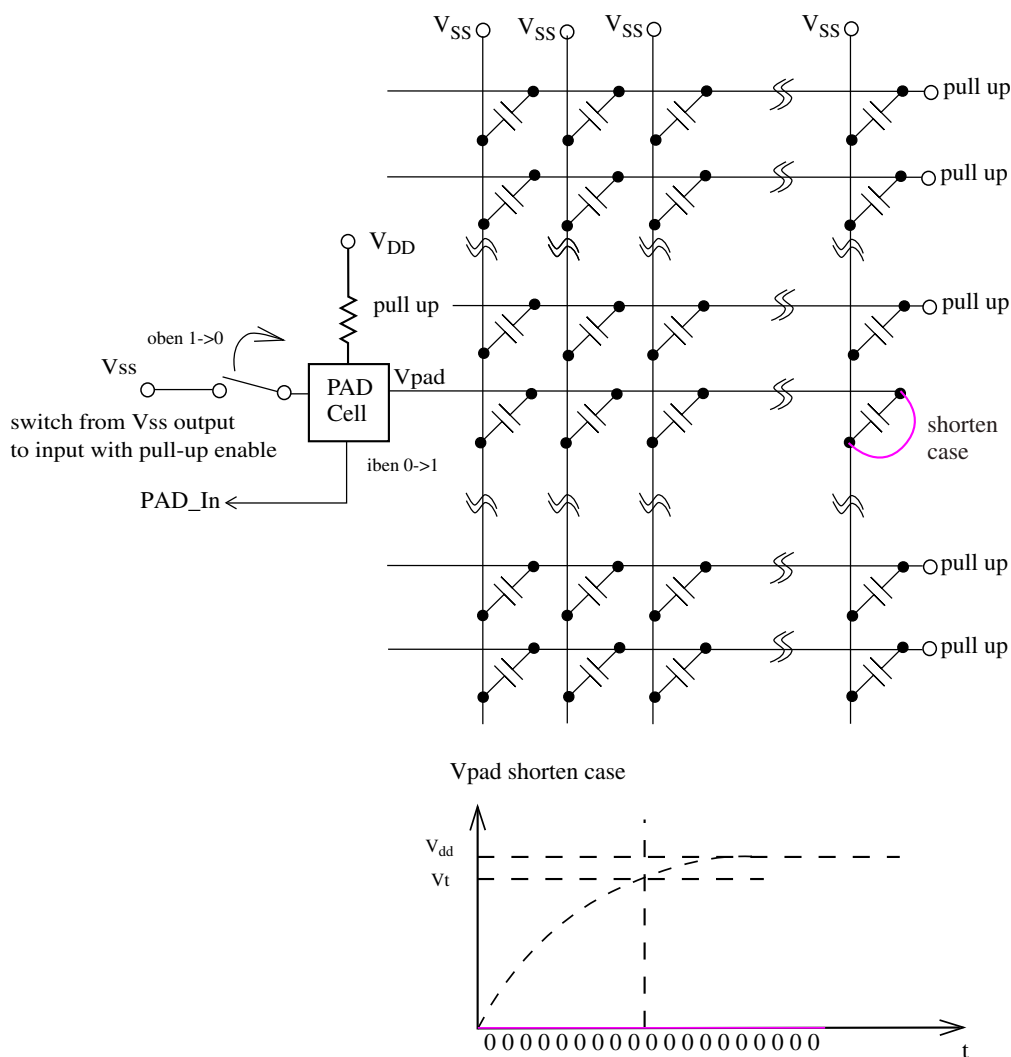 VSS VSS VSS VSS
pull up
pull up
VDD
pull up
pull up
oben 1->0
Vss
PAD
Cell
Vpad
switch from Vss output
to input with pull-up enable
iben 0->1
shorten
case
PAD_In
pull up
pull up
Vpad shorten case
Vdd
Vt
0 0 0 0 0 0 0 0 0 0 0 0 0 0 0 0 0 0 0
t